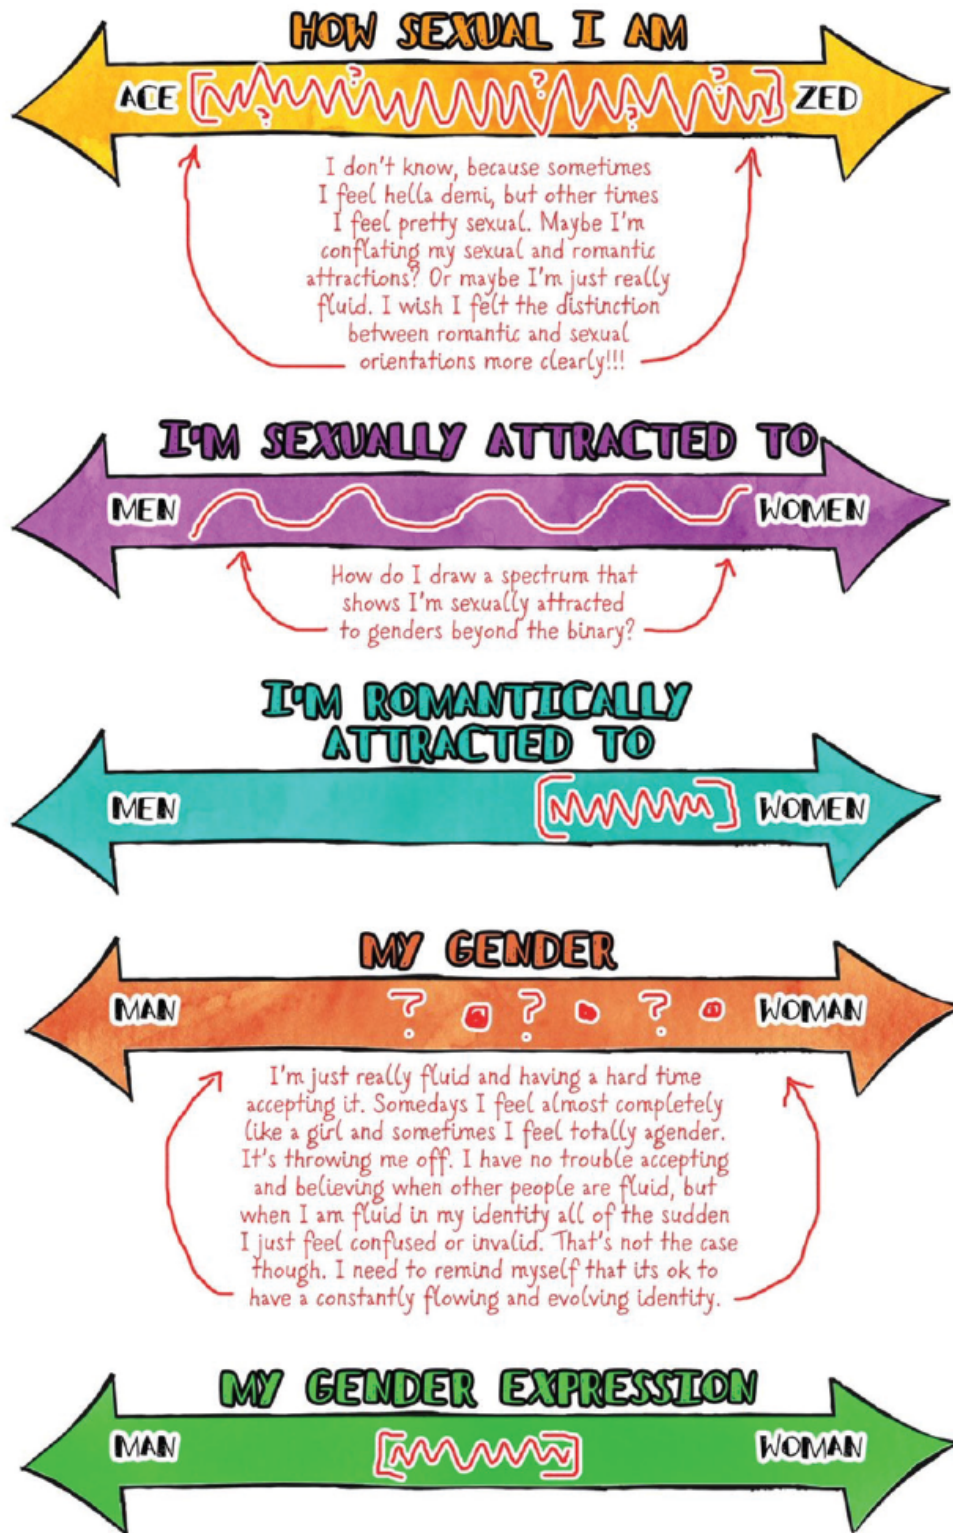 HOW SEXUAL I AM
ACE
? ? ? ? ? ?
ZED
I don't know, because sometimes
I feel hella demi, but other times
I feel pretty sexual. Maybe I'm
conflating my sexual and romantic
attractions? Or maybe I'm just really
fluid. I wish I felt the distinction
between romantic and sexual
orientations more clearly!!!
I'M SEXUALLY ATTRACTED TO
MEN
WOMEN
How do I draw a spectrum that
shows I'm sexually attracted
to genders beyond the binary?
I'M ROMANTICALLY
ATTRACTED TO
MEN
WOMEN
MY GENDER
MAN
? ? ?
WOMAN
I'm just really fluid and having a hard time
accepting it. Somedays I feel almost completely
like a girl and sometimes I feel totally agender.
It's throwing me off. I have no trouble accepting
and believing when other people are fluid, but
when I am fluid in my identity all of the sudden
I just feel confused or invalid. That's not the case
though. I need to remind myself that its ok to
have a constantly flowing and evolving identity.
MY GENDER EXPRESSION
MAN
WOMAN